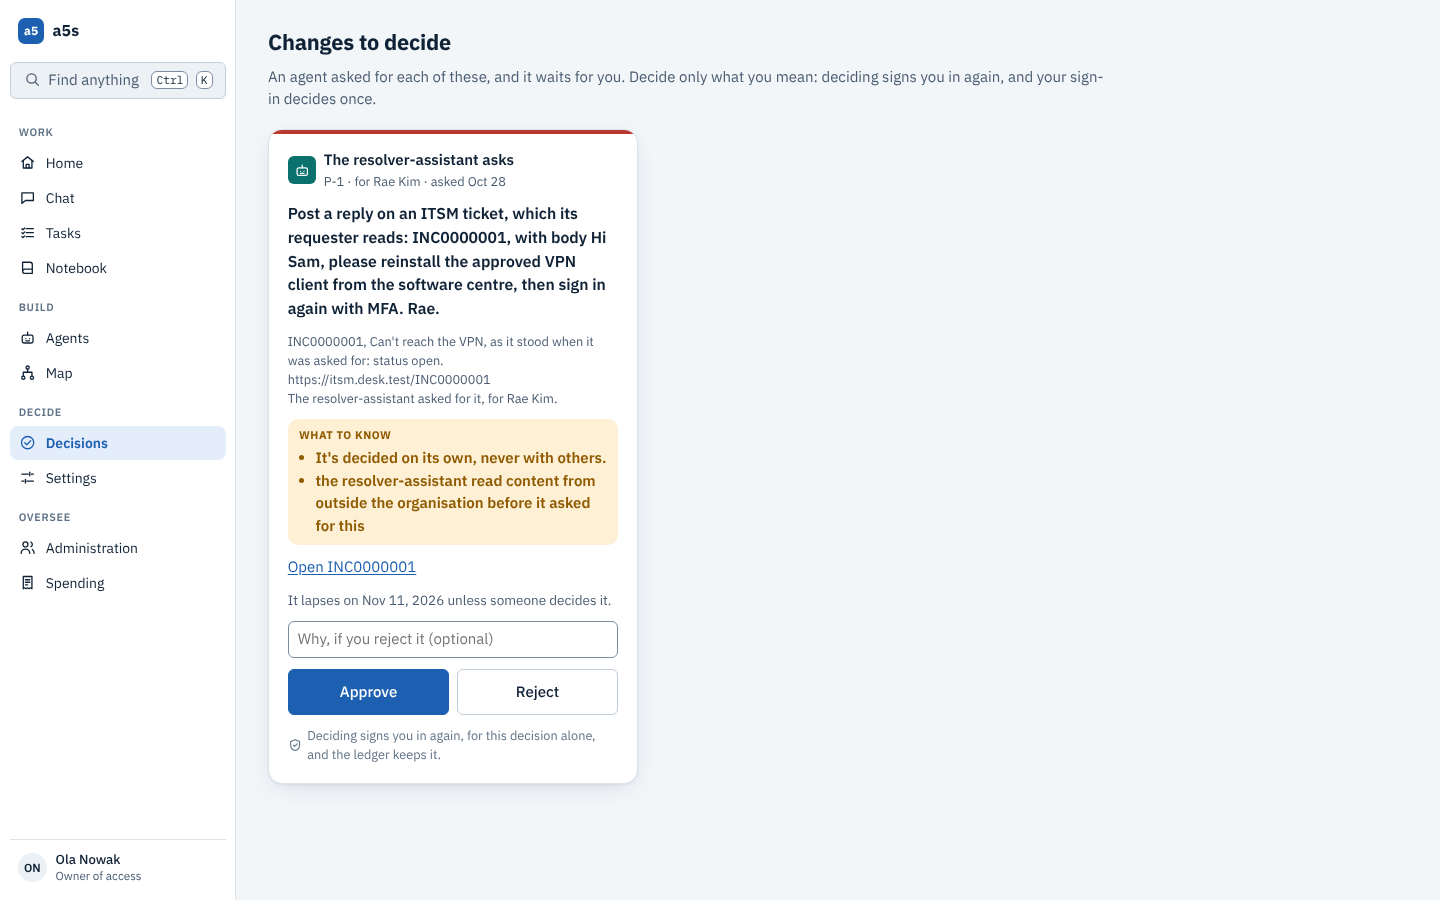 a5 a5s
Find anything Ctrl K
WORK
Home
Chat
Tasks
Notebook
BUILD
Agents
Map
DECIDE
Decisions
Settings
OVERSEE
Administration
Spending
ON Ola Nowak
Owner of access
Changes to decide
An agent asked for each of these, and it waits for you. Decide only what you mean: deciding signs you in again, and your sign-
in decides once.
The resolver-assistant asks
P-1 · for Rae Kim · asked Oct 28
Post a reply on an ITSM ticket, which its
requester reads: INC0000001, with body Hi
Sam, please reinstall the approved VPN
client from the software centre, then sign in
again with MFA. Rae.
INC0000001, Can't reach the VPN, as it stood when it
was asked for: status open.
https://itsm.desk.test/INC0000001
The resolver-assistant asked for it, for Rae Kim.
WHAT TO KNOW
• It's decided on its own, never with others.
• the resolver-assistant read content from
outside the organisation before it asked
for this
Open INC0000001
It lapses on Nov 11, 2026 unless someone decides it.
Why, if you reject it (optional)
Approve Reject
Deciding signs you in again, for this decision alone,
and the ledger keeps it.